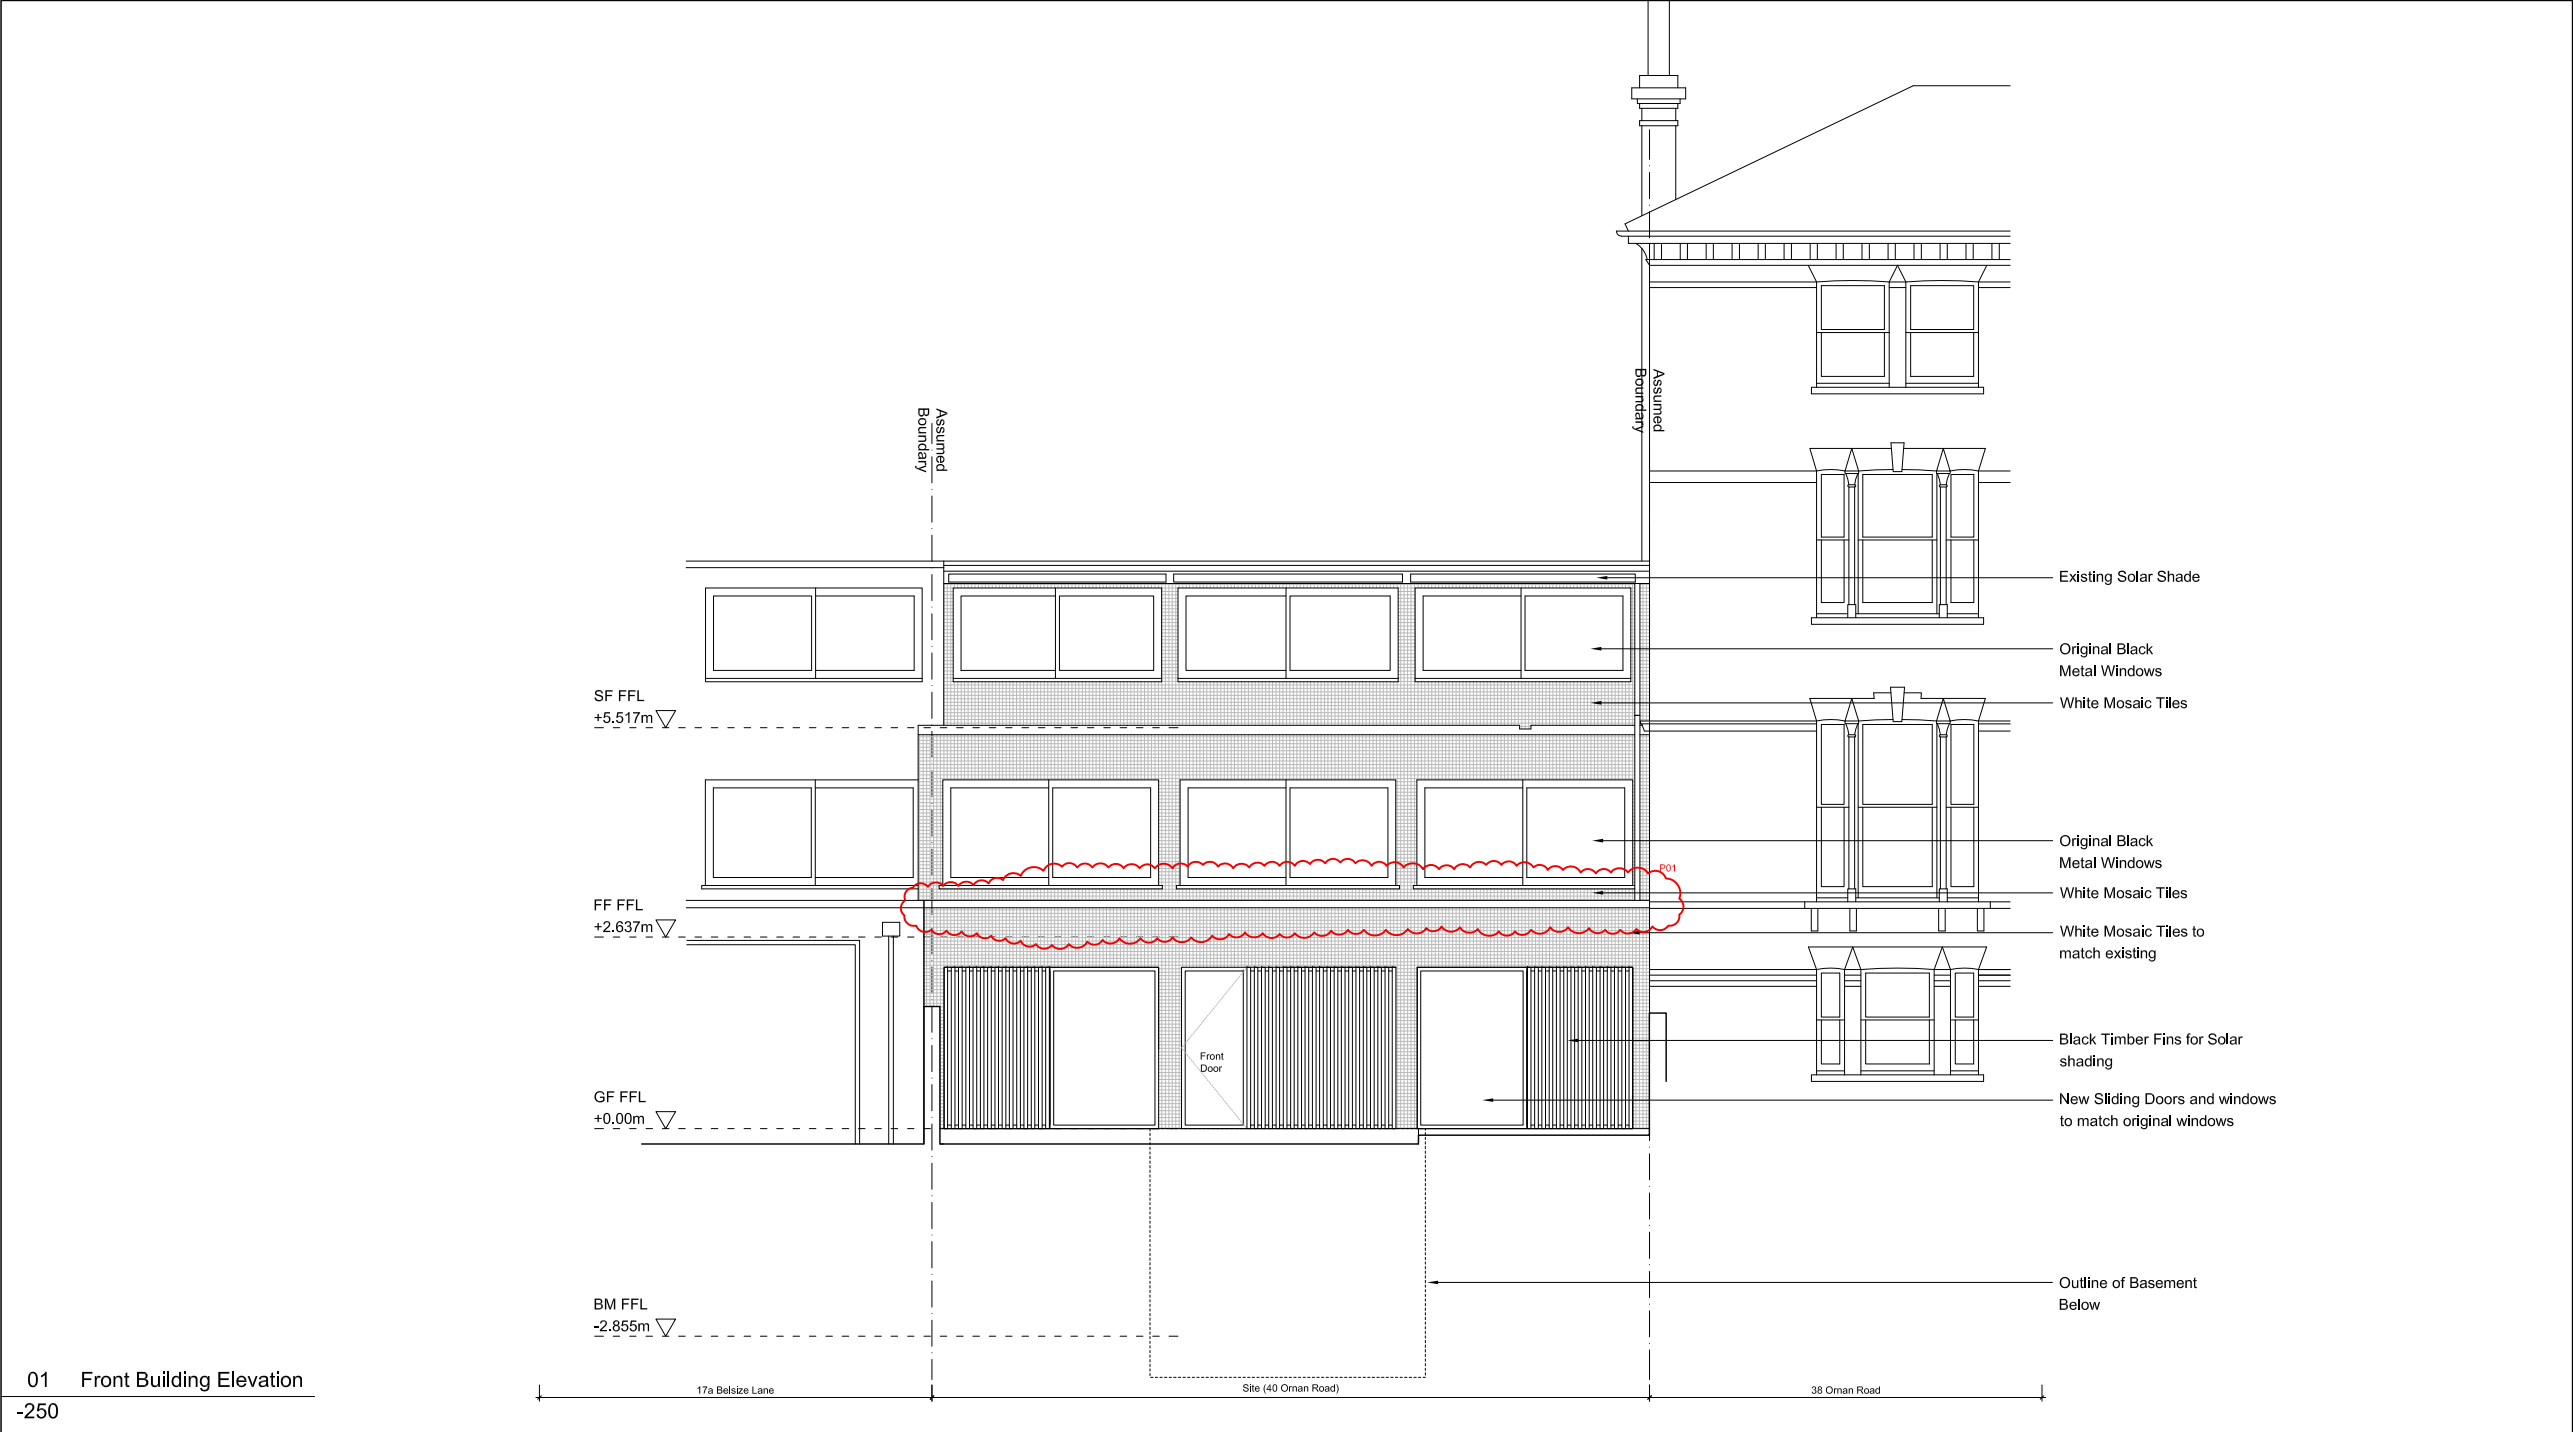 Assumed
Boundary
Assumed
Boundary
Existing Solar Shade
Original Black
Metal Windows
White Mosaic Tiles
SF FFL
+5.517m
Original Black
Metal Windows
P01
White Mosaic Tiles
FF FFL
+2.637m
White Mosaic Tiles to
match existing
Black Timber Fins for Solar
shading
Front
Door
GF FFL
+0.00m
New Sliding Doors and windows
to match original windows
Outline of Basement
Below
BM FFL
-2.855m
01 Front Building Elevation
-250
17a Belsize Lane
Site (40 Ornan Road)
38 Ornan Road